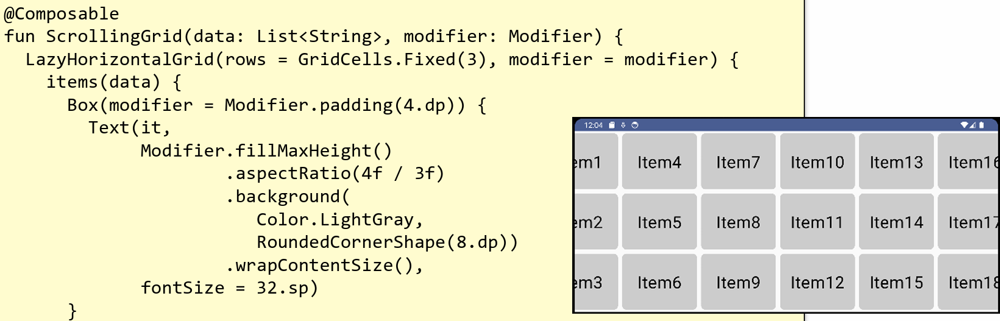 @Composable
fun ScrollingGrid(data: List<String>, modifier: Modifier) {
  LazyHorizontalGrid(rows = GridCells.Fixed(3), modifier = modifier) {
    items(data) {
      Box(modifier = Modifier.padding(4.dp)) {
        Text(it,
             Modifier.fillMaxHeight()
                     .aspectRatio(4f / 3f)
                     .background(
                        Color.LightGray,
                        RoundedCornerShape(8.dp))
                     .wrapContentSize(),
             fontSize = 32.sp)
      }
12:04
em1 Item4 Item7 Item10 Item13 Item16
em2 Item5 Item8 Item11 Item14 Item17
em3 Item6 Item9 Item12 Item15 Item18